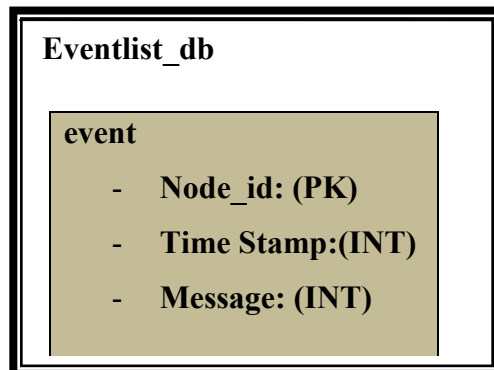 Eventlist_db
event
- Node_id: (PK)
- Time Stamp:(INT)
- Message: (INT)